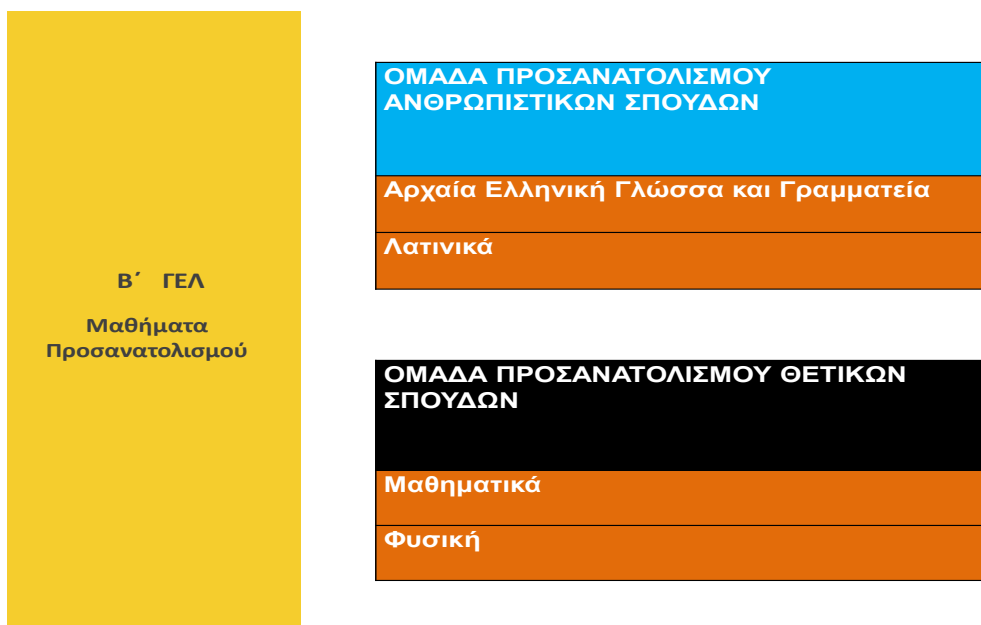 Β΄ ΓΕΛ
Μαθήματα
Προσανατολισμού
ΟΜΑΔΑ ΠΡΟΣΑΝΑΤΟΛΙΣΜΟΥ
ΑΝΘΡΩΠΙΣΤΙΚΩΝ ΣΠΟΥΔΩΝ
Αρχαία Ελληνική Γλώσσα και Γραμματεία
Λατινικά
ΟΜΑΔΑ ΠΡΟΣΑΝΑΤΟΛΙΣΜΟΥ ΘΕΤΙΚΩΝ
ΣΠΟΥΔΩΝ
Μαθηματικά
Φυσική